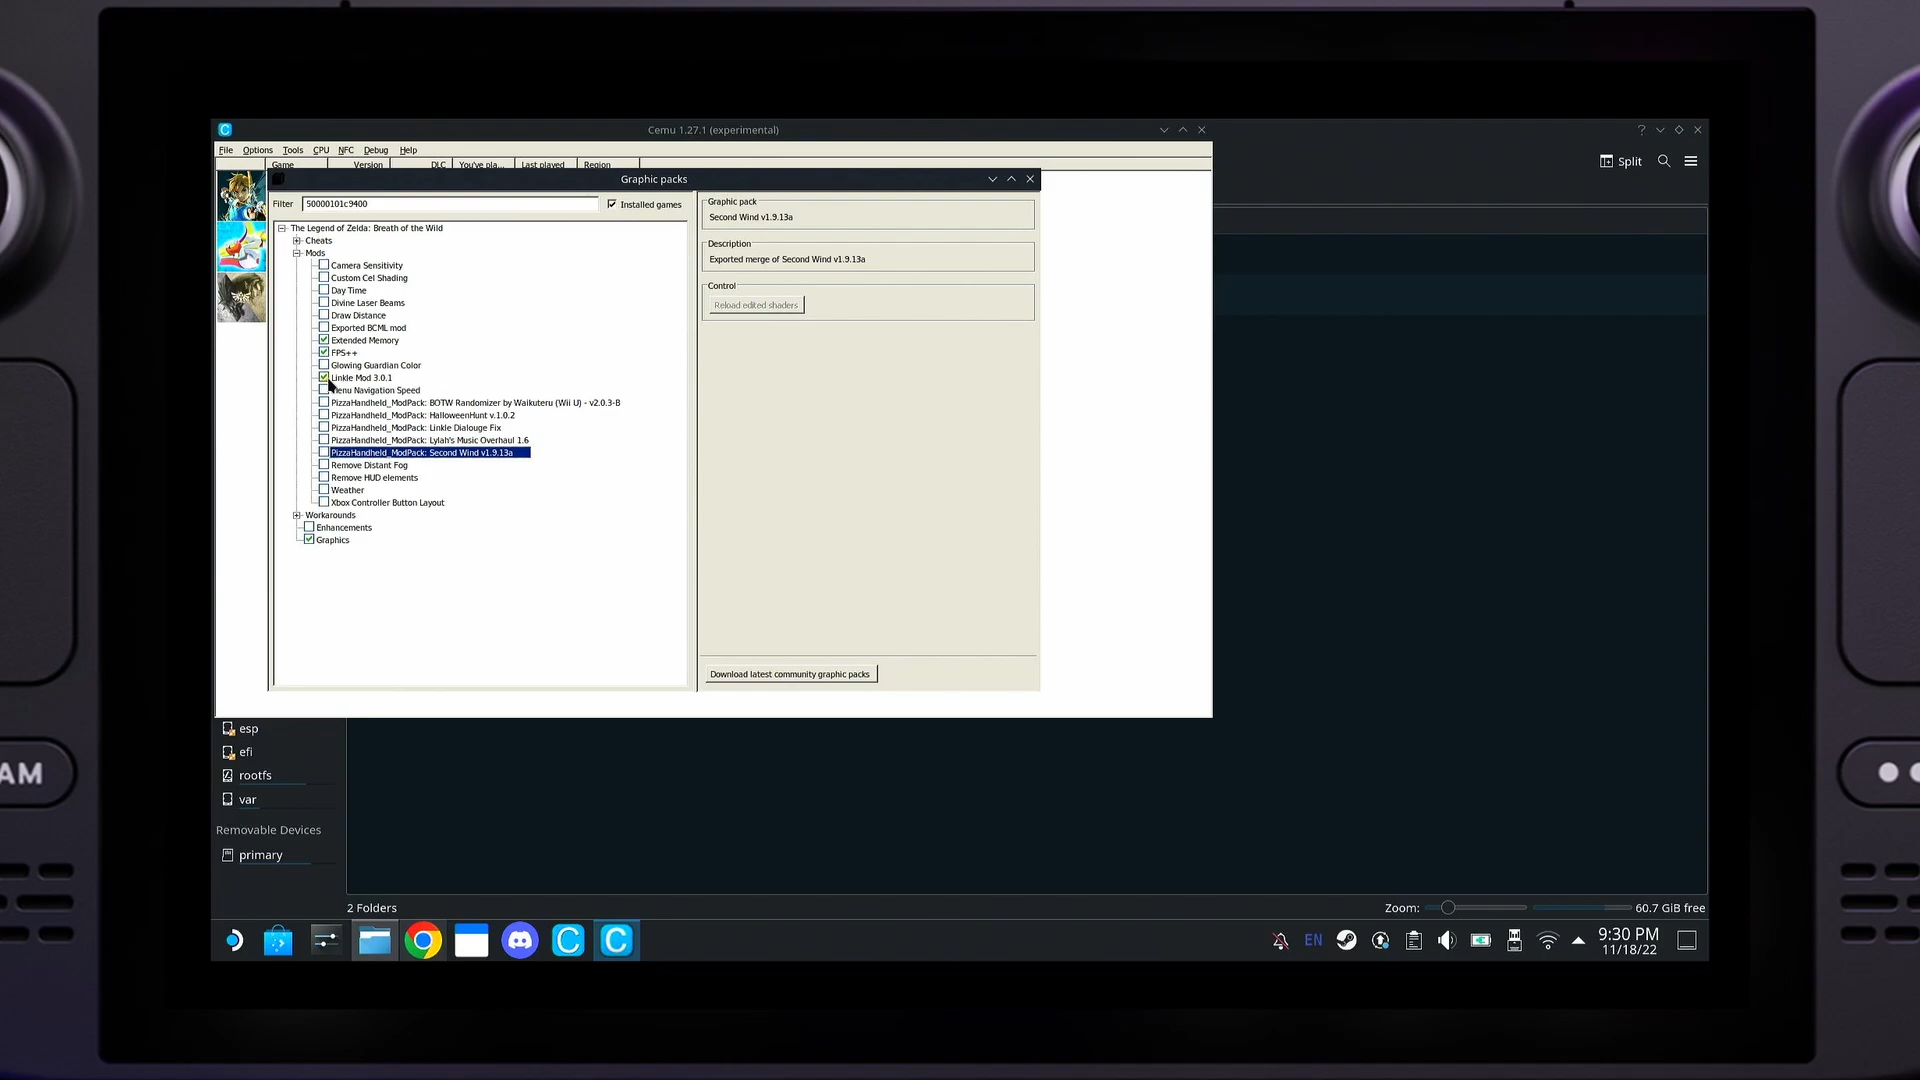 Cemu 1.27.1 (experimental)
File Options Tools CPU NFC Debug Help
Split
Game Version DLC You've pla... Last played Region
Graphic packs
Filter 50000101c9400 Installed games
The Legend of Zelda: Breath of the Wild
Cheats
Mods
Camera Sensitivity
Custom Cel Shading
Day Time
Divine Laser Beams
Draw Distance
Exported BCML mod
Extended Memory
FPS++
Glowing Guardian Color
Linkle Mod 3.0.1
Menu Navigation Speed
PizzaHandheld_ModPack: BOTW Randomizer by Waikuteru (Wii U) - v2.0.3-B
PizzaHandheld_ModPack: HalloweenHunt v.1.0.2
PizzaHandheld_ModPack: Linkle Dialouge Fix
PizzaHandheld_ModPack: Lylah's Music Overhaul 1.6
PizzaHandheld_ModPack: Second Wind v1.9.13a
Remove Distant Fog
Remove HUD elements
Weather
Xbox Controller Button Layout
Workarounds
Enhancements
Graphics
Graphic pack
Second Wind v1.9.13a
Description
Exported merge of Second Wind v1.9.13a
Control
Reload edited shaders
Download latest community graphic packs
esp
efi
rootfs
var
Removable Devices
primary
2 Folders
Zoom:
60.7 GiB free
EN
9:30 PM
11/18/22
AM